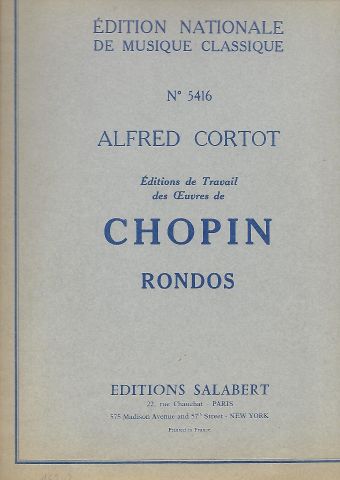 ÉDITION NATIONALE
DE MUSIQUE CLASSIQUE
N° 5416
ALFRED CORTOT
Éditions de Travail
des Œuvres de
CHOPIN
RONDOS
EDITIONS SALABERT
22, rue Chauchat - PARIS
575 Madison Avenue and 57th Street - NEW YORK
Printed in France